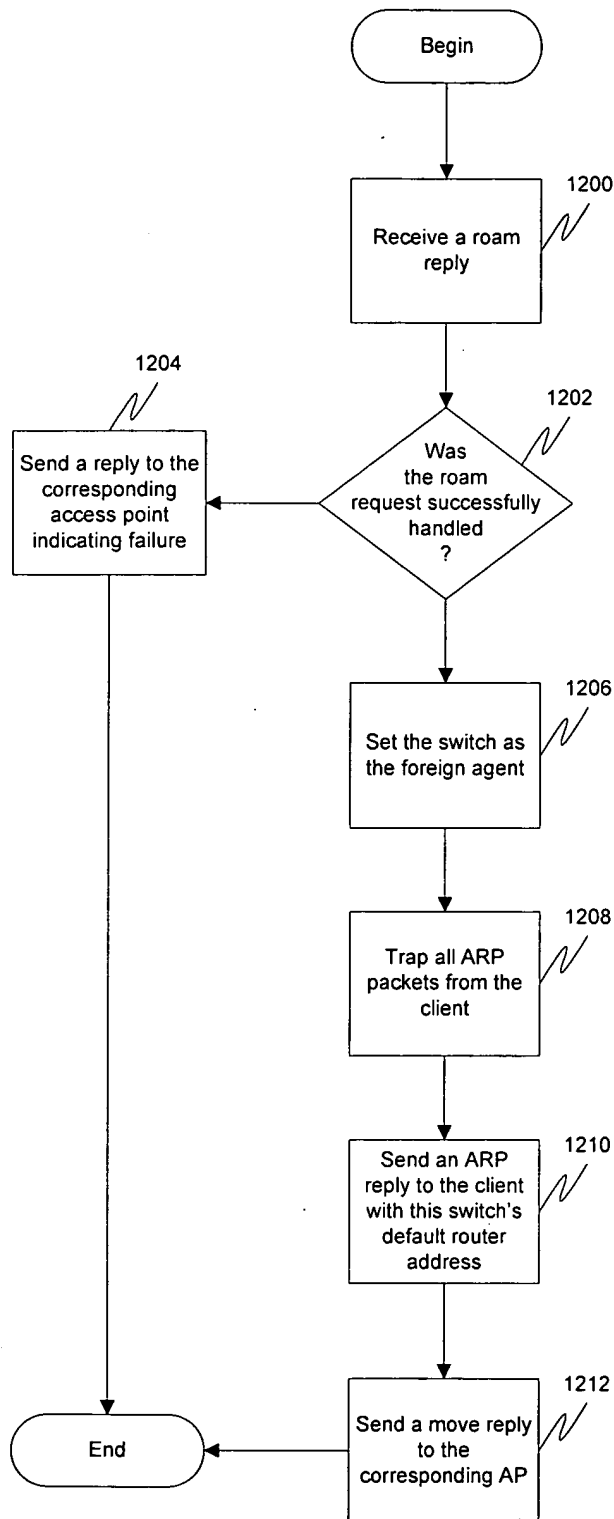 Begin
1200
Receive a roam
reply
1204
Send a reply to the
corresponding
access point
indicating failure
1202
Was
the roam
request successfully
handled
?
1206
Set the switch as
the foreign agent
1208
Trap all ARP
packets from the
client
1210
Send an ARP
reply to the client
with this switch's
default router
address
1212
Send a move reply
to the
corresponding AP
End